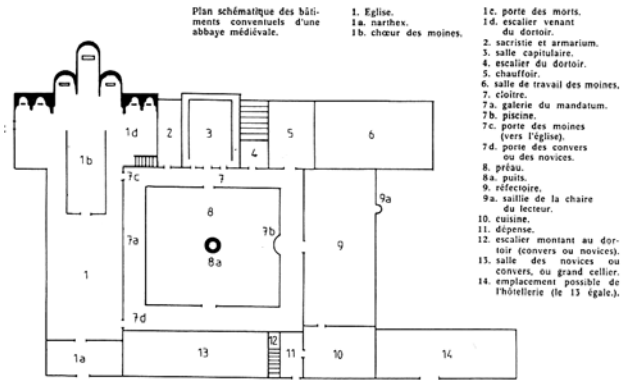 Plan schématique des bâti-
ments conventuels d'une
abbaye médiévale.
1. Eglise.
1a. narthex.
1b. chœur des moines.
1c. porte des morts.
1d. escalier venant
du dortoir.
2. sacristie et armarium.
3. salle capitulaire.
4. escalier du dortoir.
5. chauffoir.
6. salle de travail des moines.
7. cloître.
7a. galerie du mandatum.
7b. piscine.
7c. porte des moines
(vers l'église).
7d. porte des convers
ou des novices.
8. préau.
8a. puits.
9. réfectoire.
9a. saillie de la chaire
du lecteur.
10. cuisine.
11. dépense.
12. escalier montant au dor-
toir (convers ou novices).
13. salle des novices ou
convers, ou grand cellier.
14. emplacement possible de
l'hôtellerie (le 13 égale.).
1d
2
3
4
5
6
1b
7c
7
9a
8
7a
7b
8a
9
1
7d
1a
13
12
11
10
14